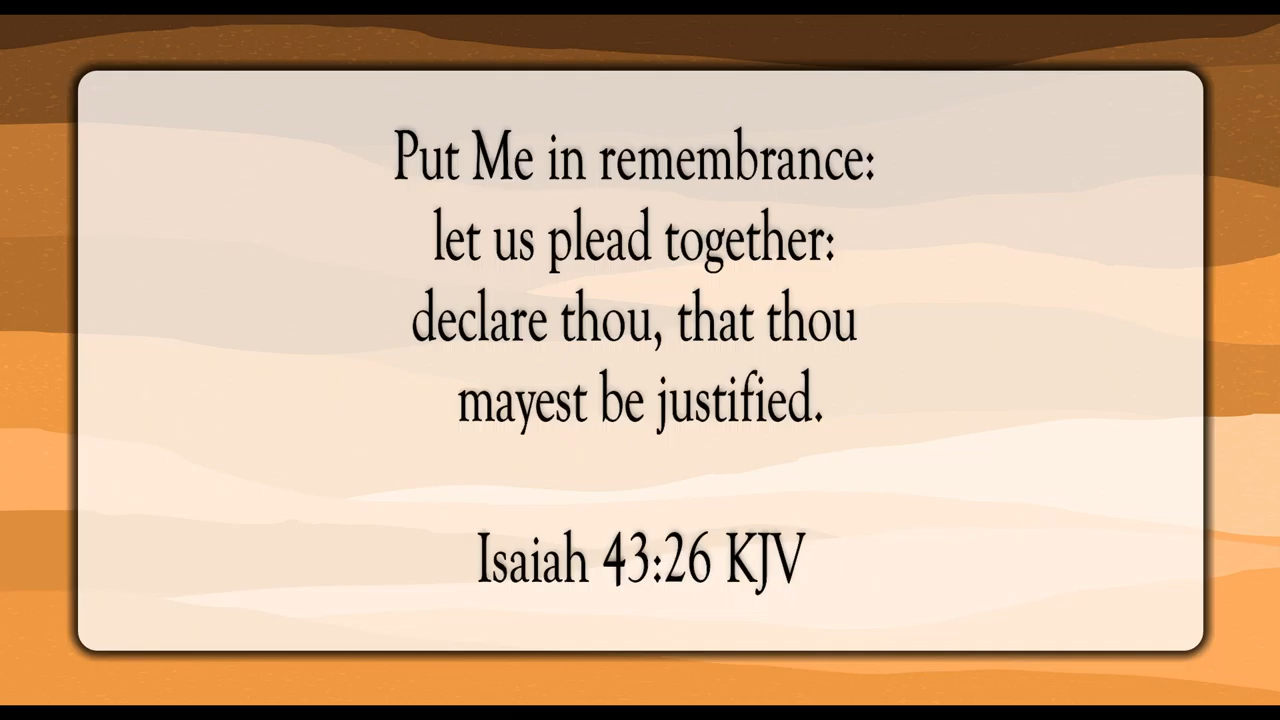 Put Me in remembrance:
let us plead together:
declare thou, that thou
mayest be justified.
Isaiah 43:26 KJV